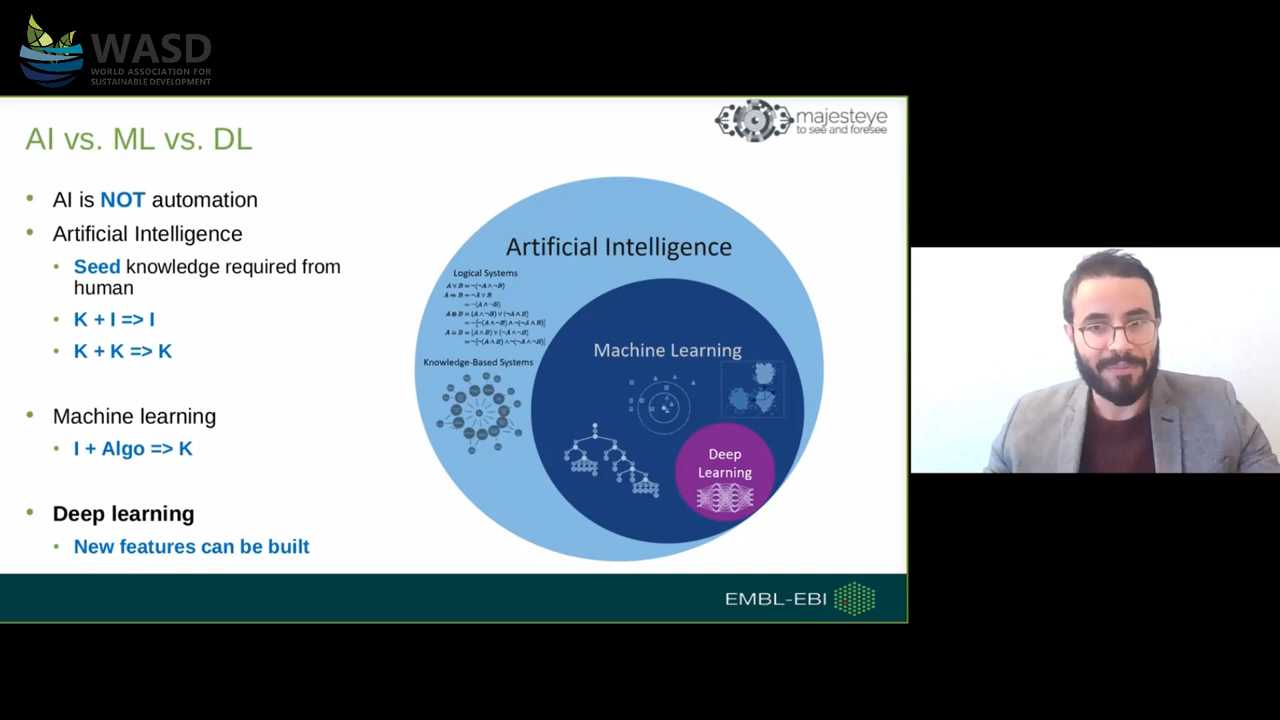 WASD
WORLD ASSOCIATION FOR
SUSTAINABLE DEVELOPMENT
majesteye
to see and foresee
AI vs. ML vs. DL
• AI is NOT automation
• Artificial Intelligence
• Seed knowledge required from
human
• K + I => I
• K + K => K
• Machine learning
• I + Algo => K
• Deep learning
• New features can be built
Artificial Intelligence
Logical Systems
Knowledge-Based Systems
Machine Learning
Deep
Learning
EMBL-EBI